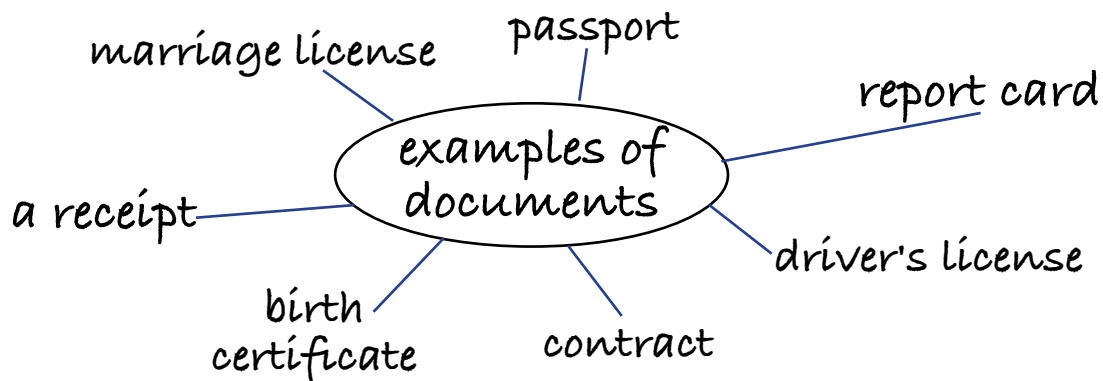 passport
marriage license
report card
examples of
documents
a receipt
driver's license
birth
certificate
contract